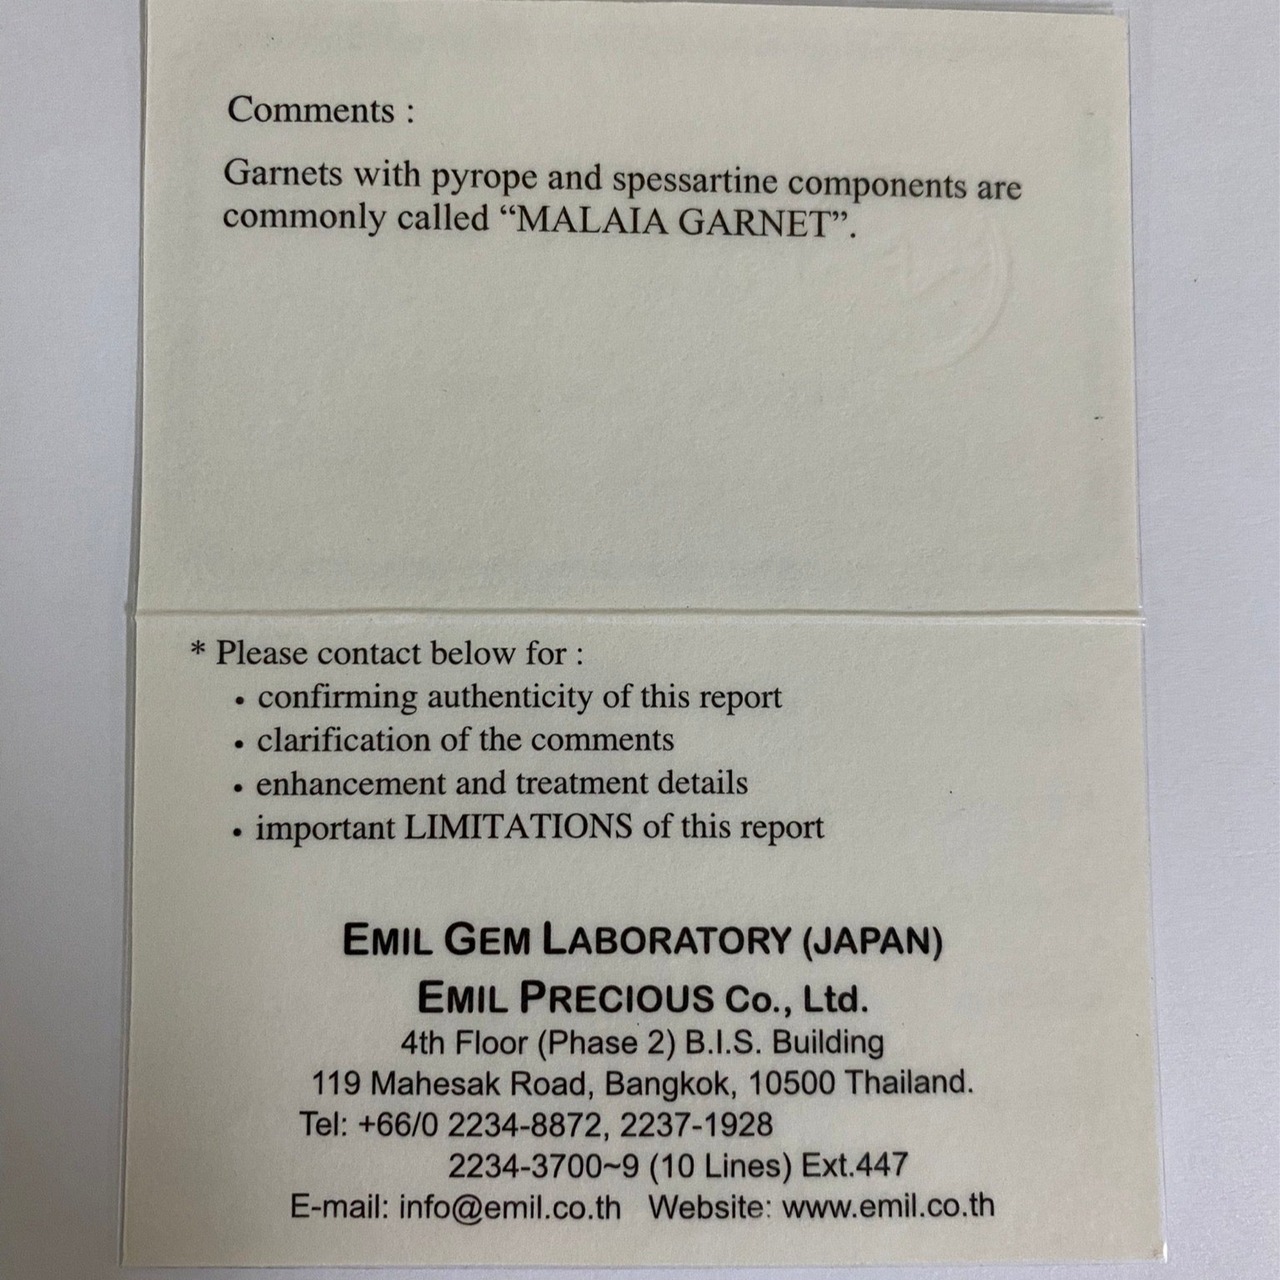 Comments :
Garnets with pyrope and spessartine components are
commonly called “MALAIA GARNET”.
* Please contact below for :
• confirming authenticity of this report
• clarification of the comments
• enhancement and treatment details
• important LIMITATIONS of this report
EMIL GEM LABORATORY (JAPAN)
EMIL PRECIOUS Co., Ltd.
4th Floor (Phase 2) B.I.S. Building
119 Mahesak Road, Bangkok, 10500 Thailand.
Tel: +66/0 2234-8872, 2237-1928
2234-3700~9 (10 Lines) Ext.447
E-mail: info@emil.co.th Website: www.emil.co.th